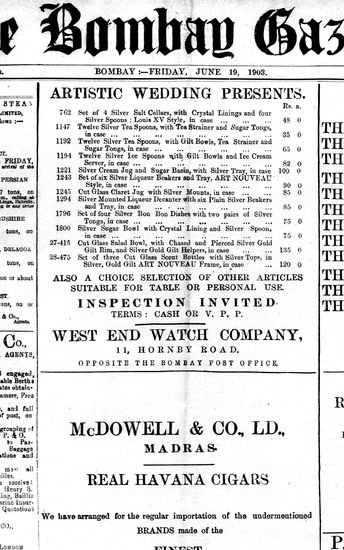 e Bombay Gaz
BOMBAY:—FRIDAY, JUNE 19, 1903.
ARTISTIC WEDDING PRESENTS.
Rs. a.
762 Set of 4 Silver Salt Cellars, with Crystal Linings and four
Silver Spoons; Louis XV Style, in case ... ... ... 48 0
1147 Twelve Silver Tea Spoons, with Tea Strainer and Sugar Tongs,
in case ... ... ... ... ... ... 35 0
1192 Twelve Silver Tea Spoons, with Gilt Bowls, Tea Strainer and
Sugar Tongs, in case ... ... ... ... ... 65 0
1194 Twelve Silver Ice Spoons with Gilt Bowls and Ice Cream
Server, in case ... ... ... ... ... 82 0
1221 Silver Cream Jug and Sugar Basin, with Silver Tray, in case 100 0
1243 Set of six Silver Liqueur Beakers and Tray, ART NOUVEAU
Style, in case ... ... ... ... ... 90 0
1245 Cut Glass Claret Jug with Silver Mounts, in case ... 85 0
1294 Silver Mounted Liqueur Decanter with six Plain Silver Beakers
and Tray, in case ... ... ... ... ... 85 0
1796 Set of four Silver Bon Bon Dishes with two pairs of Silver
Tongs, in case ... ... ... ... ... 75 0
1800 Silver Sugar Bowl with Crystal Lining and Silver Spoon,
in case ... ... ... ... ... ... 75 0
27-415 Cut Glass Salad Bowl, with Chased and Pierced Silver Gold
Gilt Rim, and Silver Gold Gilt Helpers, in case ... 135 0
28-475 Set of three Cut Glass Scent Bottles with Silver Tops, in
Silver, Gold Gilt ART NOUVEAU Frame, in case ... 120 0
ALSO A CHOICE SELECTION OF OTHER ARTICLES
SUITABLE FOR TABLE OR PERSONAL USE.
INSPECTION INVITED.
TERMS: CASH OR V. P. P.
WEST END WATCH COMPANY,
11, HORNBY ROAD,
OPPOSITE THE BOMBAY POST OFFICE.
McDOWELL & CO., LD.,
MADRAS.
REAL HAVANA CIGARS
We have arranged for the regular importation of the undermentioned
BRANDS made of the
FINEST